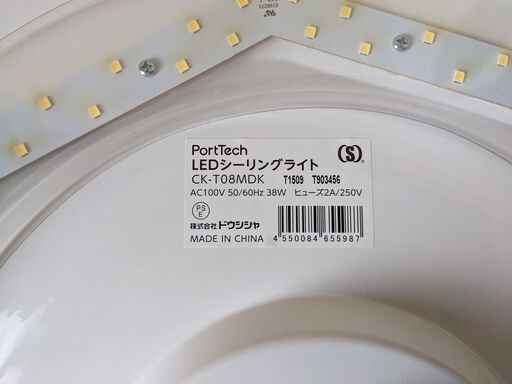 PortTech
LEDシーリングライト
CK-T08MDK T1509 T903456
AC100V 50/60Hz 38W ヒューズ2A/250V
PS
E
株式会社ドウシシャ
MADE IN CHINA
S
4 550084 655987